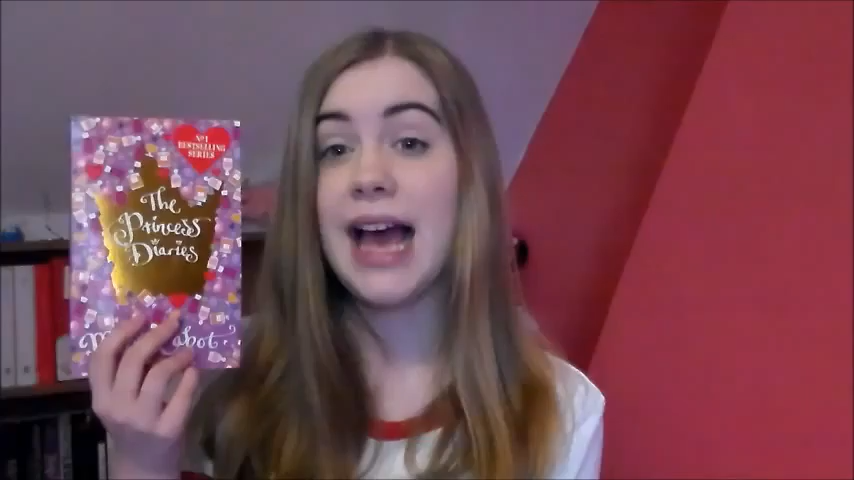 No1
BESTSELLING
SERIES
The
Princess
Diaries